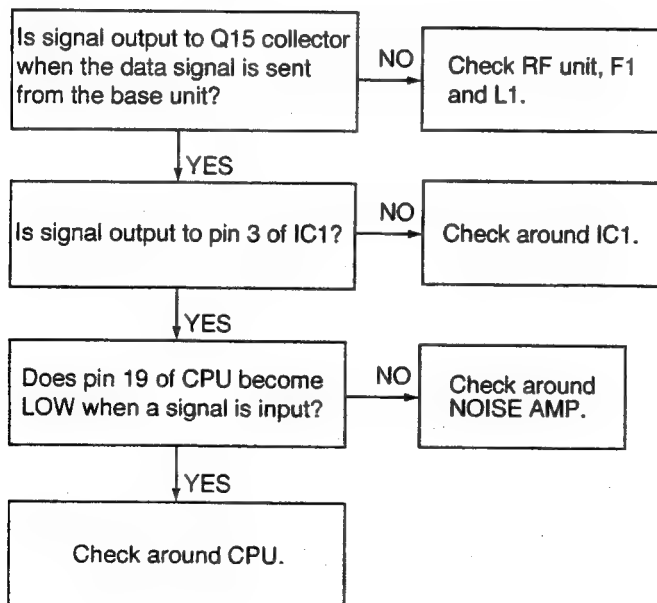 Is signal output to Q15 collector
when the data signal is sent
from the base unit?
NO
Check RF unit, F1
and L1.
YES
Is signal output to pin 3 of IC1?
NO
Check around IC1.
YES
Does pin 19 of CPU become
LOW when a signal is input?
NO
Check around
NOISE AMP.
YES
Check around CPU.